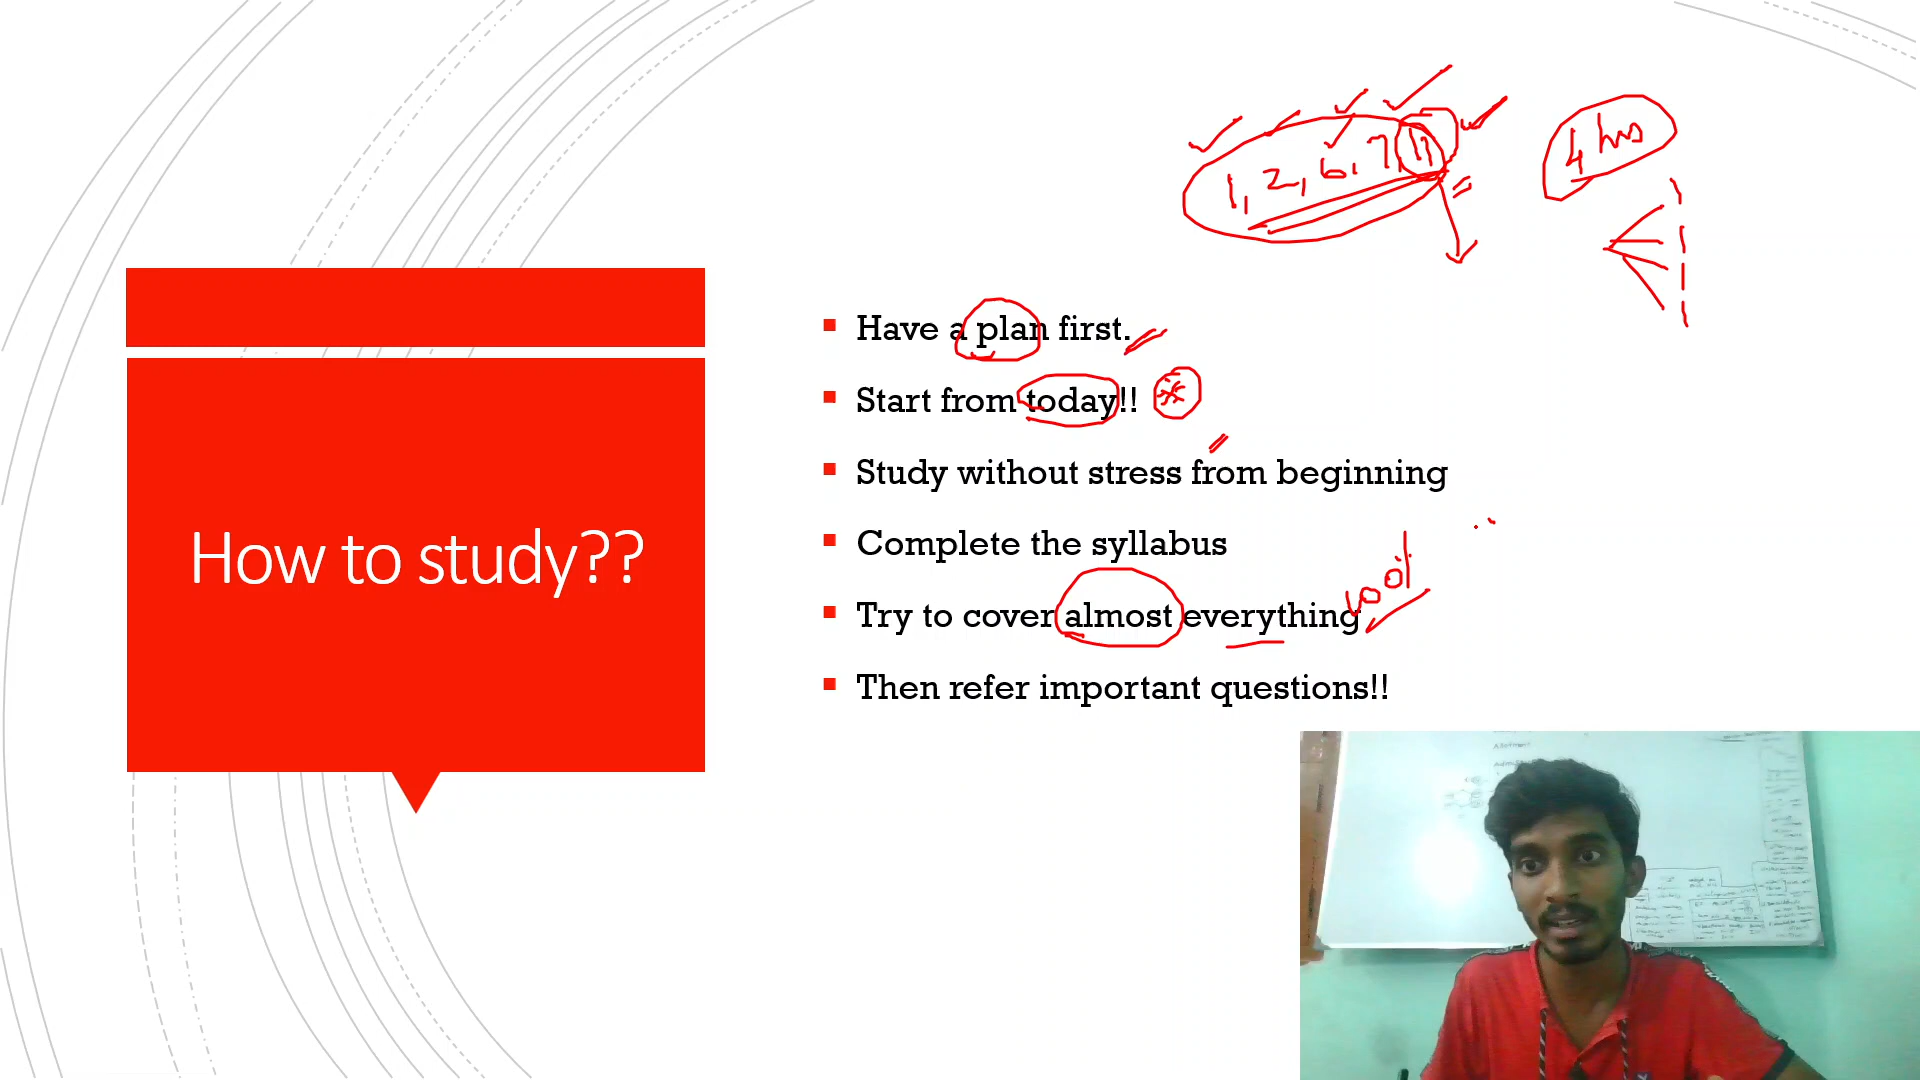 1, 2, 6, 7, 11
4 hrs
How to study??
Have a plan first.
Start from today!!
Study without stress from beginning
Complete the syllabus
Try to cover almost everything
Then refer important questions!!